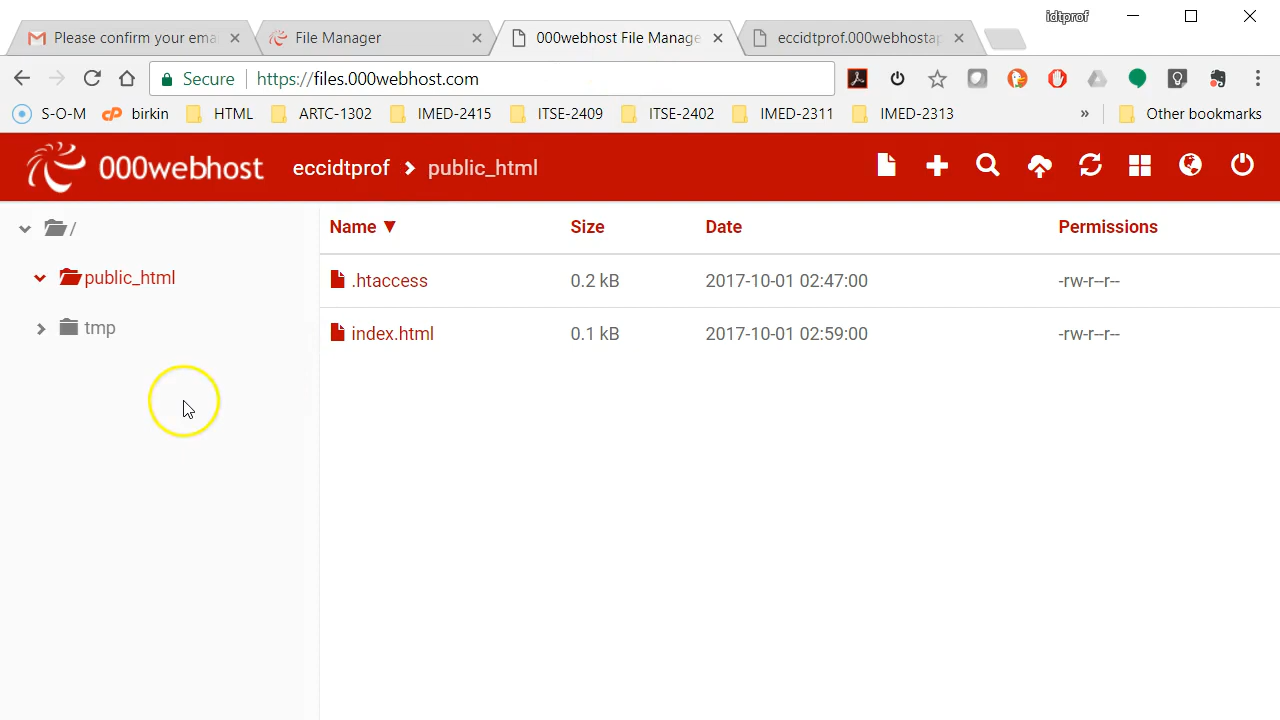 idtprof
Please confirm your ema
File Manager
000webhost File Manage
eccidtprof.000webhostap
Secure
https://files.000webhost.com
S-O-M
birkin
HTML
ARTC-1302
IMED-2415
ITSE-2409
ITSE-2402
IMED-2311
IMED-2313
»
Other bookmarks
000webhost
eccidtprof
public_html
/
public_html
tmp
Name ▼ Size Date Permissions
.htaccess 0.2 kB 2017-10-01 02:47:00 -rw-r--r--
index.html 0.1 kB 2017-10-01 02:59:00 -rw-r--r--